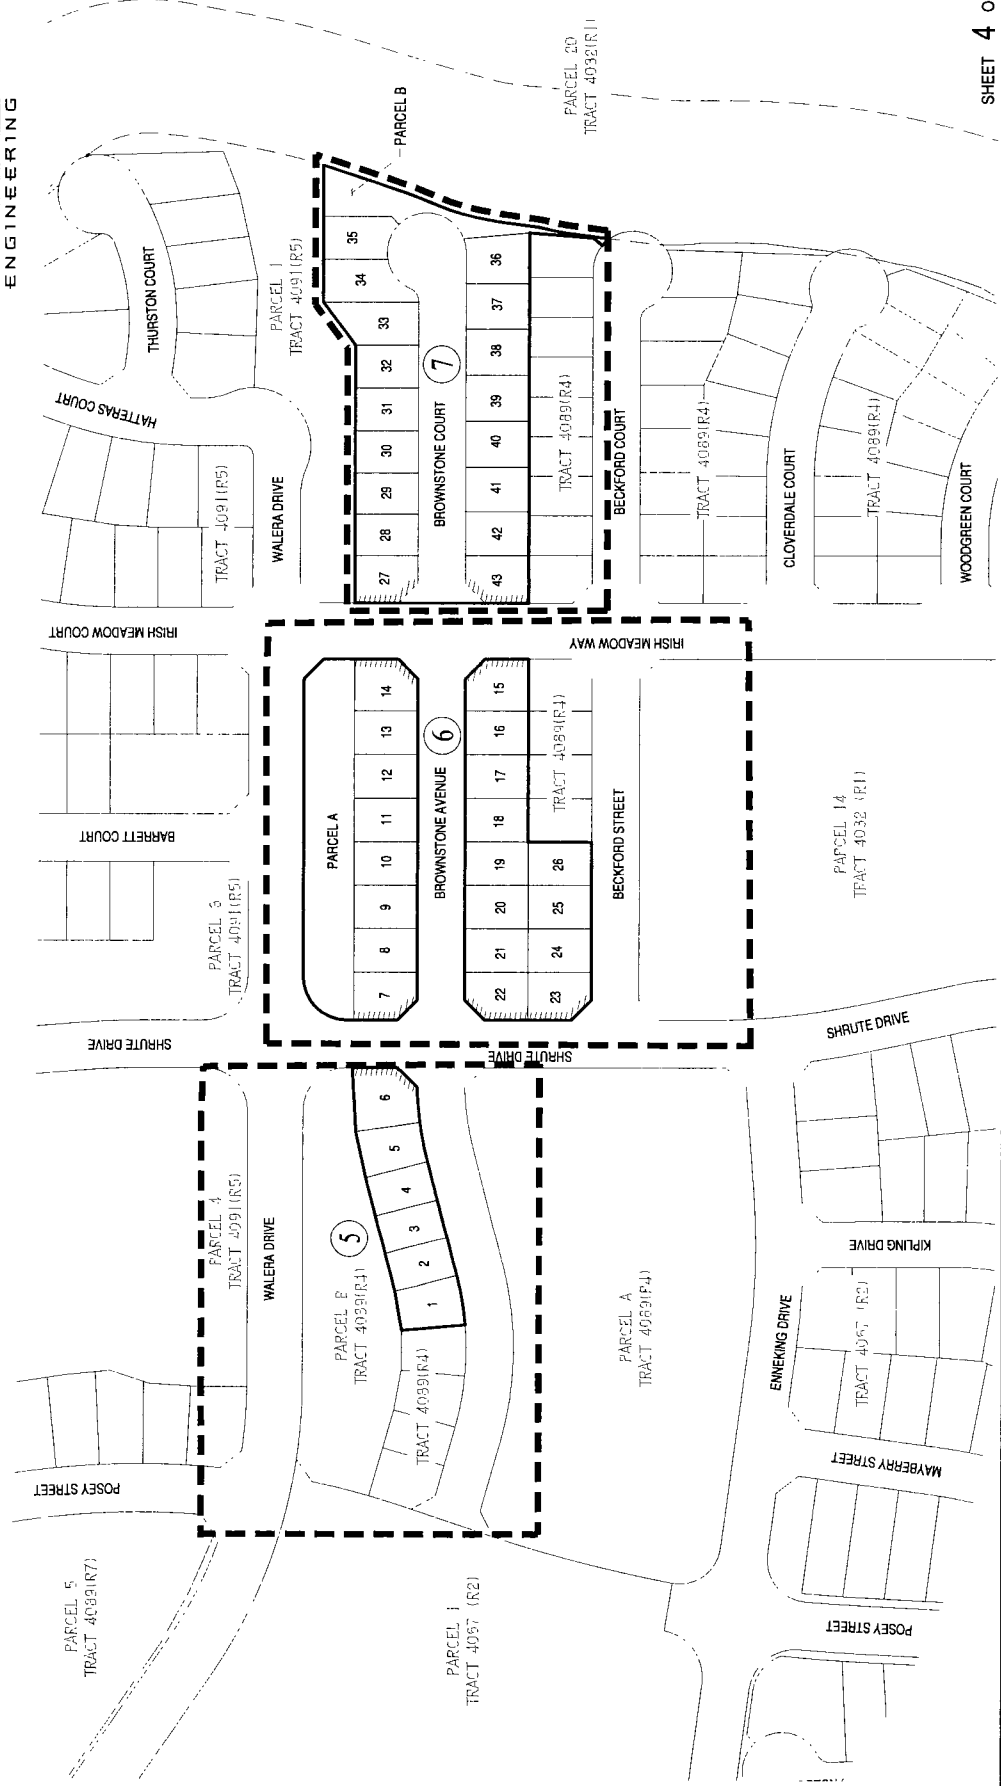 ENGINEERING
SHEET 4 O
PARCEL 20
TRACT 4032(R1)
PARCEL B
THURSTON COURT
HATTERAS COURT
PARCEL 1
TRACT 4091(R5)
TRACT 4091(R5)
WALERA DRIVE
35
34
33
32
31
30
29
28
27
BROWNSTONE COURT
7
36
37
38
39
40
41
42
43
TRACT 4089(R4)
BECKFORD COURT
TRACT 4089(R4)
CLOVERDALE COURT
TRACT 4089(R4)
WOODGREEN COURT
IRISH MEADOW COURT
IRISH MEADOW WAY
BARRETT COURT
PARCEL A
14
13
12
11
10
9
8
7
BROWNSTONE AVENUE
6
15
16
17
18
19
20
21
22
TRACT 4089(R4)
26
25
24
23
BECKFORD STREET
PARCEL 14
TRACT 4032 (R1)
PARCEL 3
TRACT 4091(R5)
SHRUTE DRIVE
SHRUTE DRIVE
SHRUTE DRIVE
PARCEL 4
TRACT 4091(R5)
WALERA DRIVE
5
6
5
4
3
2
1
PARCEL B
TRACT 4089(R4)
TRACT 4089(R4)
PARCEL A
TRACT 4089(R4)
KIPLING DRIVE
ENNEKING DRIVE
TRACT 4067 (R2)
MAYBERRY STREET
POSEY STREET
POSEY STREET
PARCEL 5
TRACT 4089(R7)
PARCEL 1
TRACT 4067 (R2)